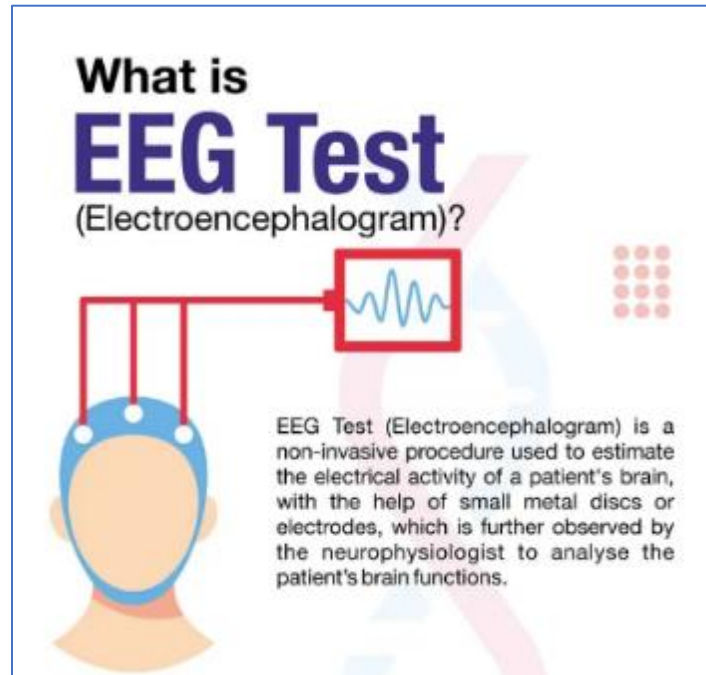 What is
EEG Test
(Electroencephalogram)?
EEG Test (Electroencephalogram) is a
non-invasive procedure used to estimate
the electrical activity of a patient's brain,
with the help of small metal discs or
electrodes, which is further observed by
the neurophysiologist to analyse the
patient's brain functions.